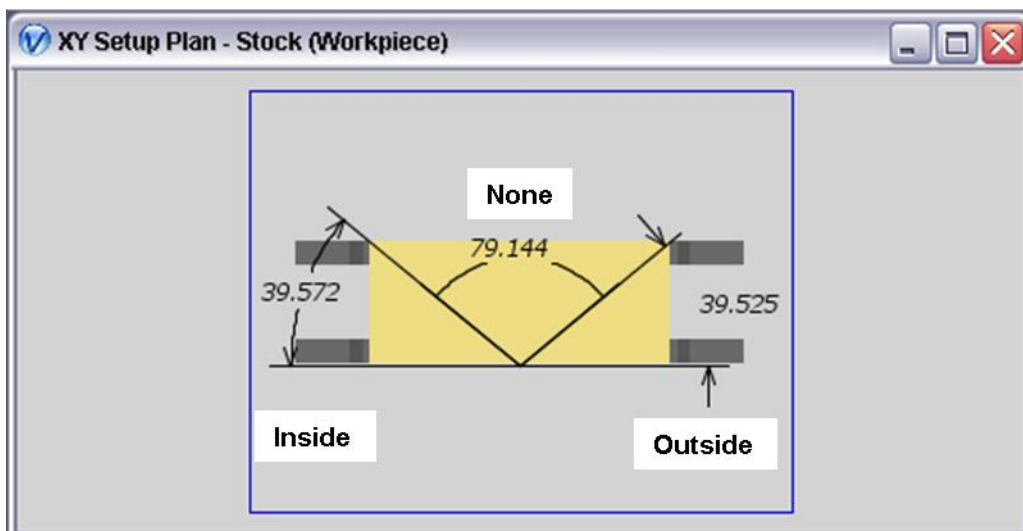 XY Setup Plan - Stock (Workpiece)
None
79.144
39.572
39.525
Inside
Outside